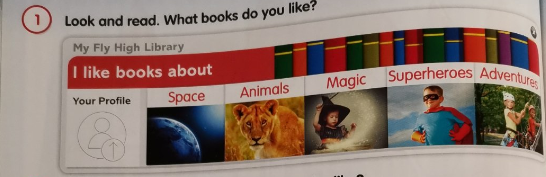 1 Look and read. What books do you like?
My Fly High Library
I like books about
Your Profile
Space
Animals
Magic
Superheroes
Adventures